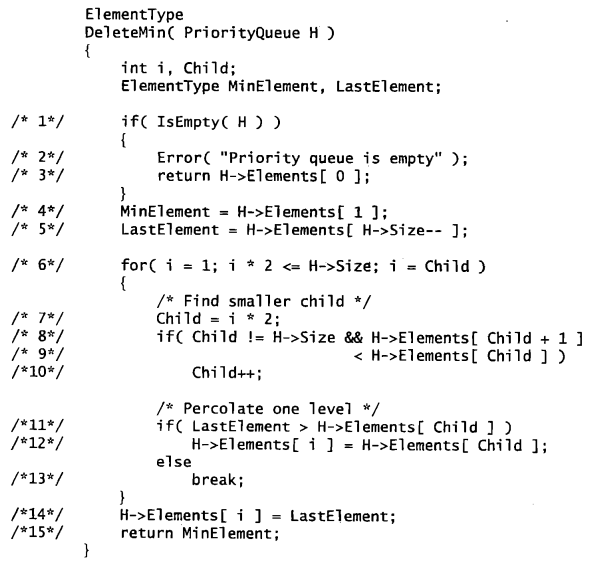 ElementType
DeleteMin( PriorityQueue H )
{
int i, Child;
ElementType MinElement, LastElement;
/* 1*/ if( IsEmpty( H ) )
{
/* 2*/ Error( "Priority queue is empty" );
/* 3*/ return H->Elements[ 0 ];
}
/* 4*/ MinElement = H->Elements[ 1 ];
/* 5*/ LastElement = H->Elements[ H->Size-- ];
/* 6*/ for( i = 1; i * 2 <= H->Size; i = Child )
{
/* Find smaller child */
/* 7*/ Child = i * 2;
/* 8*/ if( Child != H->Size && H->Elements[ Child + 1 ]
/* 9*/ < H->Elements[ Child ] )
/*10*/ Child++;
/* Percolate one level */
/*11*/ if( LastElement > H->Elements[ Child ] )
/*12*/ H->Elements[ i ] = H->Elements[ Child ];
else
/*13*/ break;
}
/*14*/ H->Elements[ i ] = LastElement;
/*15*/ return MinElement;
}